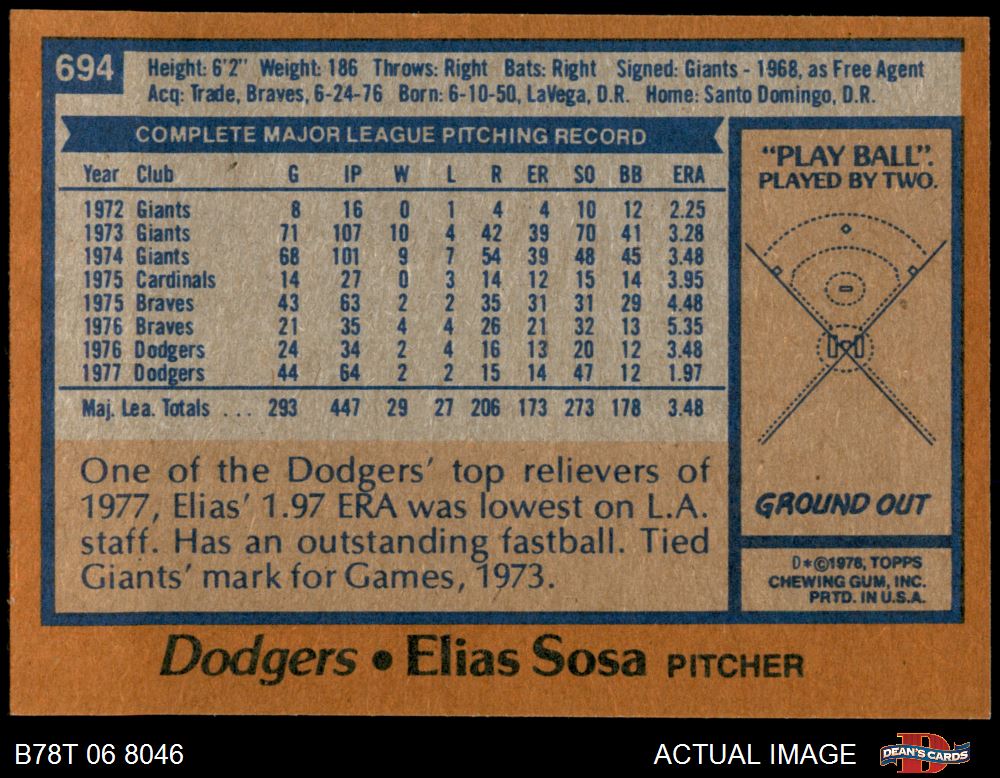 694
Height: 6'2" Weight: 186 Throws: Right Bats: Right Signed: Giants - 1968, as Free Agent
Acq: Trade, Braves, 6-24-76 Born: 6-10-50, LaVega, D.R. Home: Santo Domingo, D.R.
COMPLETE MAJOR LEAGUE PITCHING RECORD
Year Club G IP W L R ER SO BB ERA
1972 Giants 8 16 0 1 4 4 10 12 2.25
1973 Giants 71 107 10 4 42 39 70 41 3.28
1974 Giants 68 101 9 7 54 39 48 45 3.48
1975 Cardinals 14 27 0 3 14 12 15 14 3.95
1975 Braves 43 63 2 2 35 31 31 29 4.48
1976 Braves 21 35 4 4 26 21 32 13 5.35
1976 Dodgers 24 34 2 4 16 13 20 12 3.48
1977 Dodgers 44 64 2 2 15 14 47 12 1.97
Maj. Lea. Totals ... 293 447 29 27 206 173 273 178 3.48
One of the Dodgers' top relievers of
1977, Elias' 1.97 ERA was lowest on L.A.
staff. Has an outstanding fastball. Tied
Giants' mark for Games, 1973.
"PLAY BALL".
PLAYED BY TWO.
GROUND OUT
D*©1978, TOPPS
CHEWING GUM, INC.
PRTD. IN U.S.A.
Dodgers • Elias Sosa PITCHER
B78T 06 8046
ACTUAL IMAGE
DEAN'S CARDS